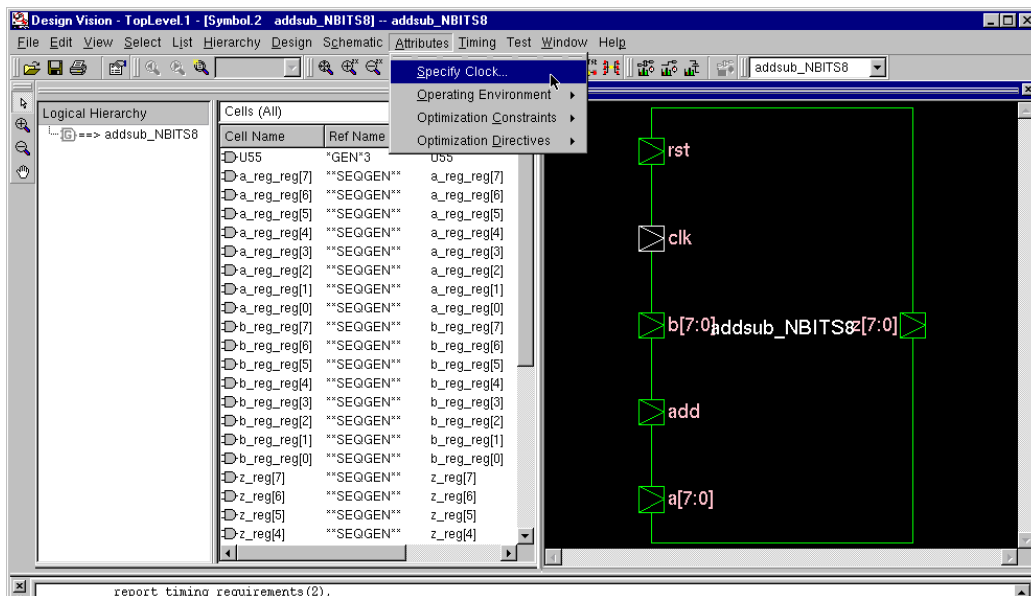 Design Vision - TopLevel.1 - [Symbol.2 addsub_NBITS8] -- addsub_NBITS8
File Edit View Select List Hierarchy Design Schematic Attributes Timing Test Window Help
addsub_NBITS8
Specify Clock...
Operating Environment
Optimization Constraints
Optimization Directives
Logical Hierarchy
G ==> addsub_NBITS8
Cells (All)
Cell Name Ref Name
U55 *GEN*3 U55
a_reg_reg[7] **SEQGEN** a_reg_reg[7]
a_reg_reg[6] **SEQGEN** a_reg_reg[6]
a_reg_reg[5] **SEQGEN** a_reg_reg[5]
a_reg_reg[4] **SEQGEN** a_reg_reg[4]
a_reg_reg[3] **SEQGEN** a_reg_reg[3]
a_reg_reg[2] **SEQGEN** a_reg_reg[2]
a_reg_reg[1] **SEQGEN** a_reg_reg[1]
a_reg_reg[0] **SEQGEN** a_reg_reg[0]
b_reg_reg[7] **SEQGEN** b_reg_reg[7]
b_reg_reg[6] **SEQGEN** b_reg_reg[6]
b_reg_reg[5] **SEQGEN** b_reg_reg[5]
b_reg_reg[4] **SEQGEN** b_reg_reg[4]
b_reg_reg[3] **SEQGEN** b_reg_reg[3]
b_reg_reg[2] **SEQGEN** b_reg_reg[2]
b_reg_reg[1] **SEQGEN** b_reg_reg[1]
b_reg_reg[0] **SEQGEN** b_reg_reg[0]
z_reg[7] **SEQGEN** z_reg[7]
z_reg[6] **SEQGEN** z_reg[6]
z_reg[5] **SEQGEN** z_reg[5]
z_reg[4] **SEQGEN** z_reg[4]
rst
clk
b[7:0] addsub_NBITS8 z[7:0]
add
a[7:0]
report timing requirements(2).